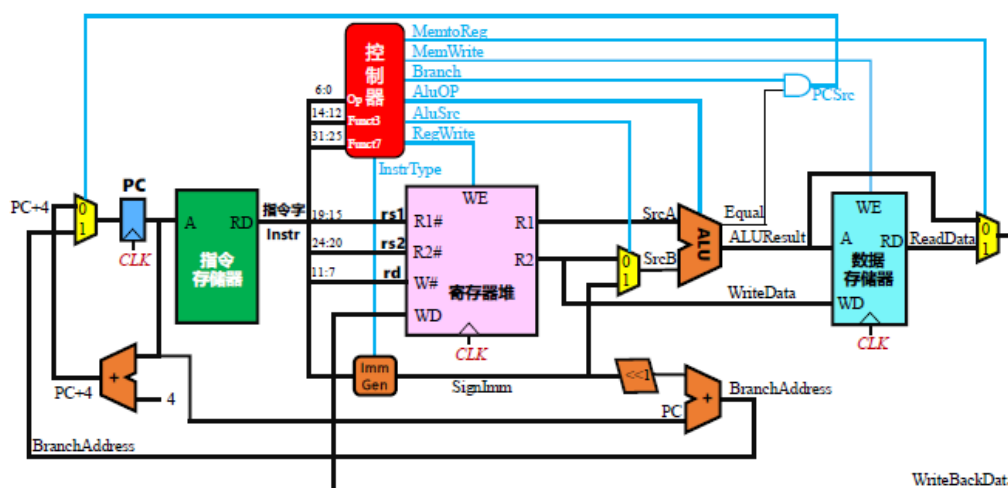 MemtoReg
MemWrite
Branch
AluOP
AluSrc
RegWrite
控制器
6:0
Op
14:12
Funct3
31:25
Funct7
InstrType
PCSrc
PC+4
0
1
PC
CLK
A
RD
指令
存储器
指令字
Instr
19:15
rs1
24:20
rs2
11:7
rd
WE
R1#
R2#
W#
WD
R1
R2
寄存器堆
CLK
0
1
SrcA
SrcB
ALU
Equal
ALUResult
WriteData
WE
A
RD
数据
存储器
WD
CLK
ReadData
0
1
Imm
Gen
SignImm
<<1
+
PC
BranchAddress
+
PC+4
4
BranchAddress
WriteBackDat